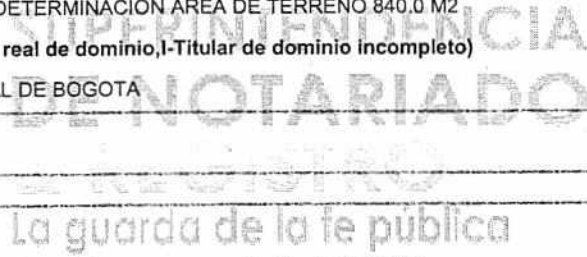 DETERMINACION AREA DE TERRENO 840.0 M2
SUPERINTENDENCIA
real de dominio,I-Titular de dominio incompleto)
L DE BOGOTA
DE NOTARIADO
REGISTRO
La guarda de la fe pública